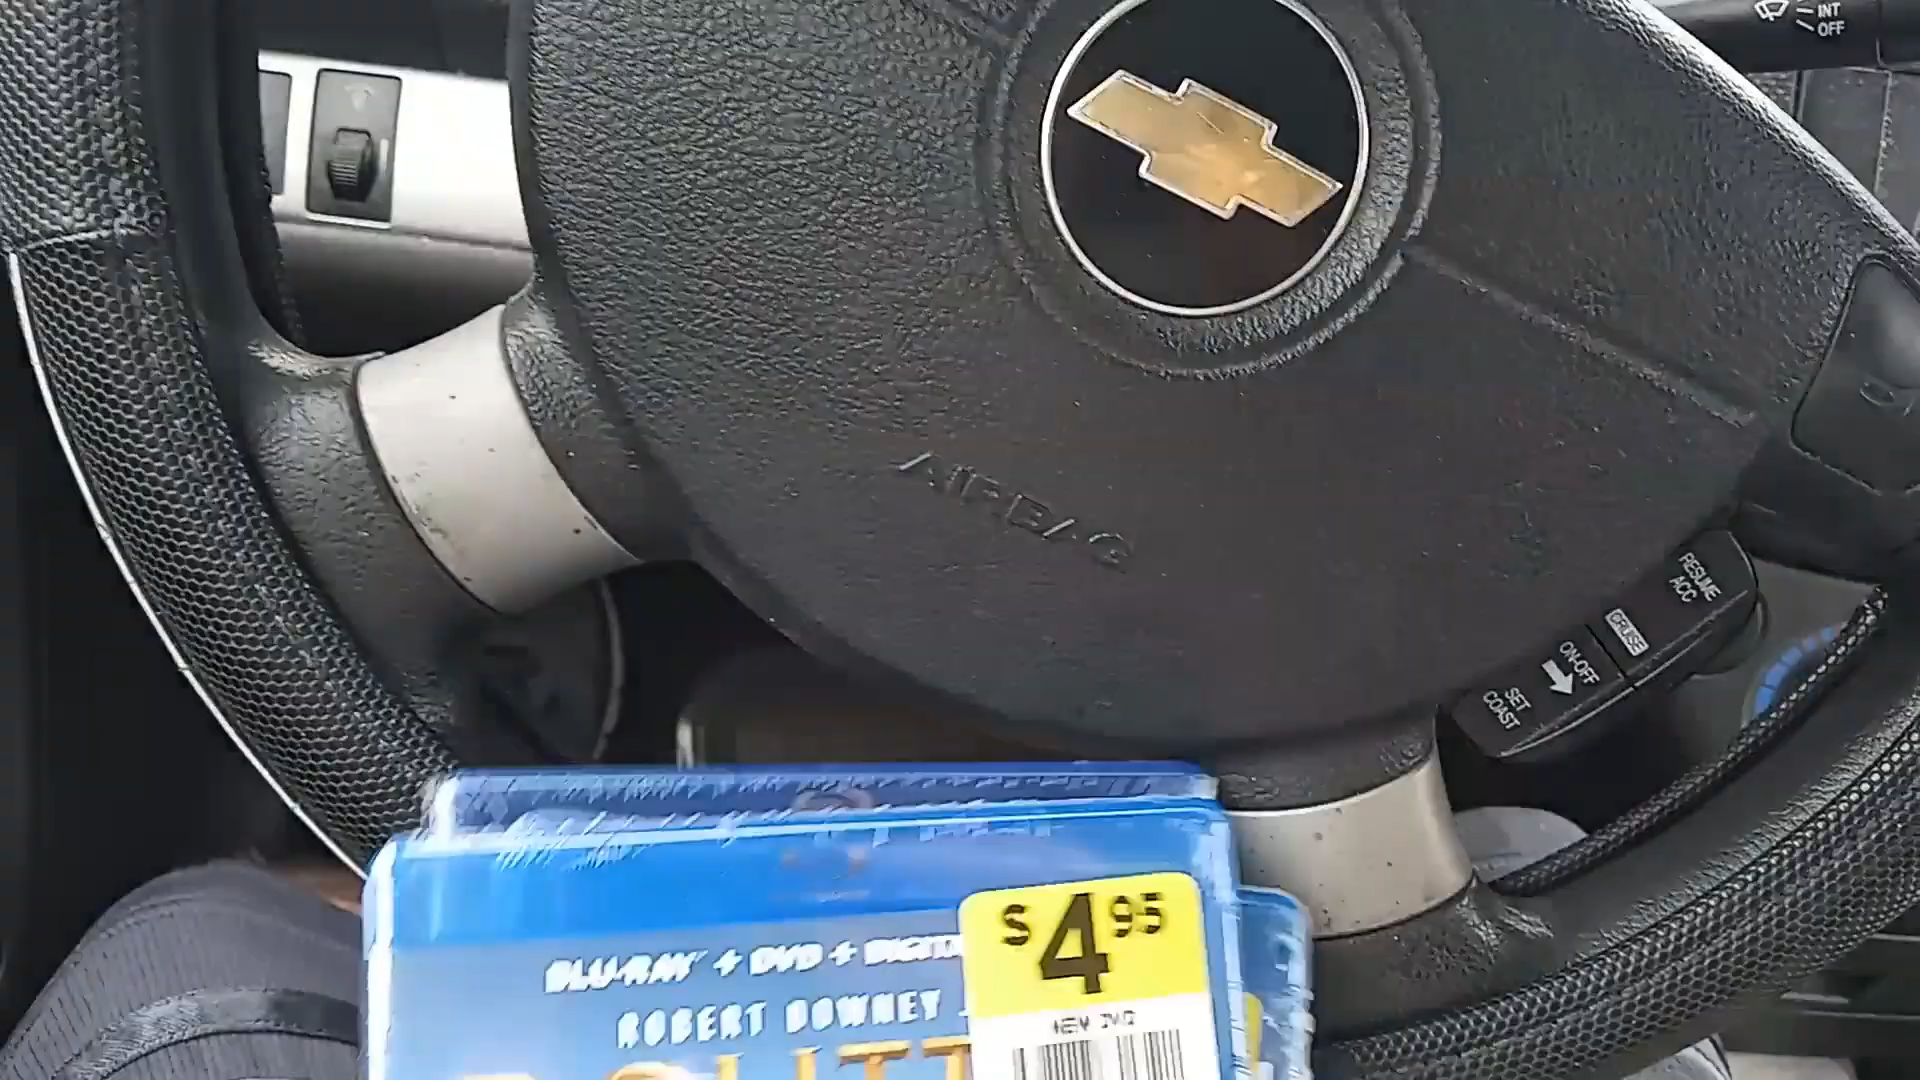 INT
OFF
AIRBAG
RESUME
ACC
CRUISE
ON-OFF
SET
COAST
$4.95
BLU-RAY + DVD + DIGITAL
ROBERT DOWNEY
NEW DVD